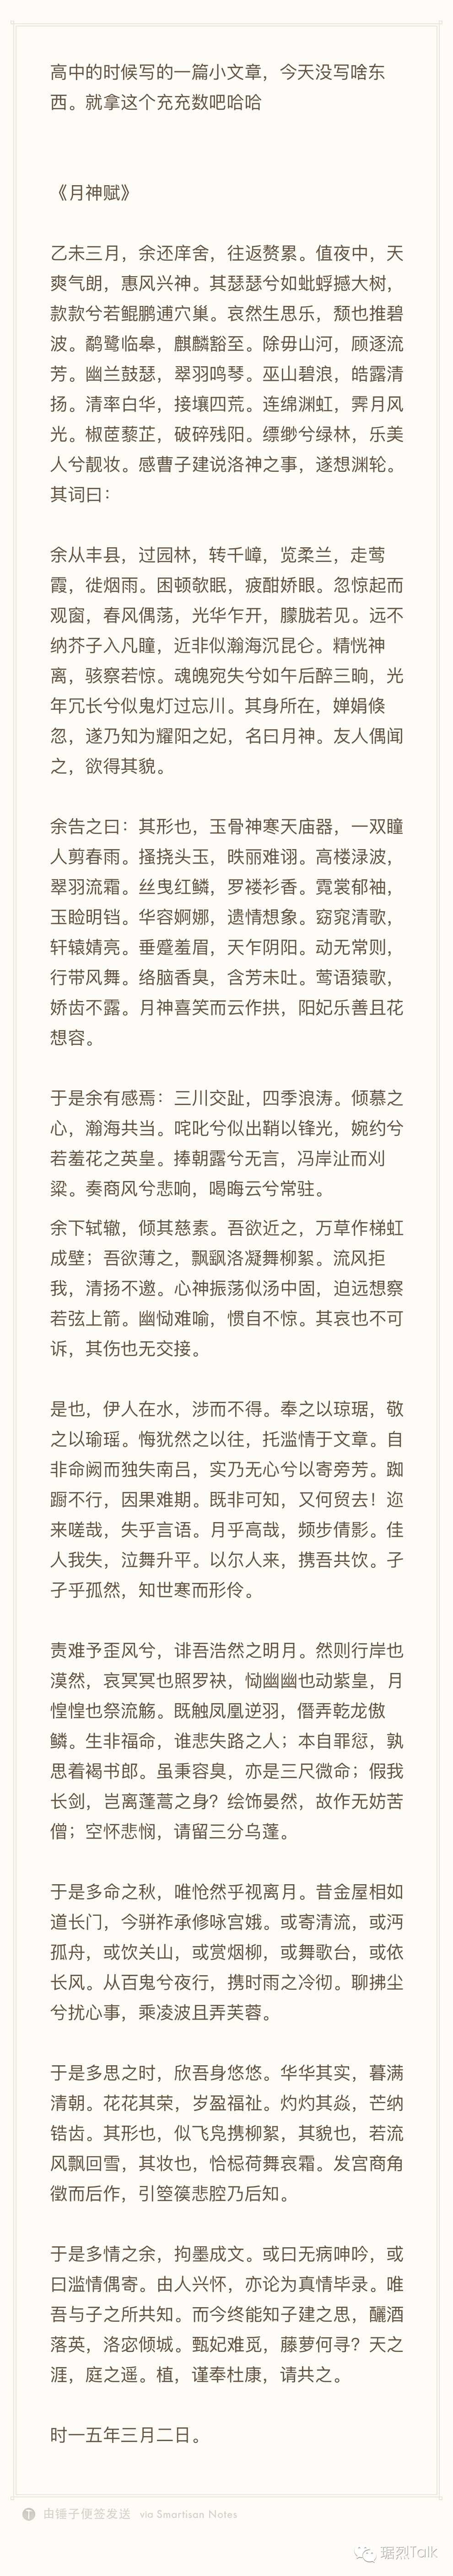 高中的时候写的一篇小文章，今天没写啥东
西。就拿这个充充数吧哈哈
《月神赋》
乙未三月，余还庠舍，往返赘累。值夜中，天
爽气朗，惠风兴神。其瑟瑟兮如蚍蜉撼大树，
款款兮若鲲鹏逋穴巢。哀然生思乐，颓也推碧
波。鹬鹭临皋，麒麟豁至。除毋山河，顾逐流
芳。幽兰鼓瑟，翠羽鸣琴。巫山碧浪，皓露清
扬。清率白华，接壤四荒。连绵渊虹，霁月风
光。椒茝藜芷，破碎残阳。缥缈兮绿林，乐美
人兮靓妆。感曹子建说洛神之事，遂想渊轮。
其词曰：
余从丰县，过园林，转千嶂，览柔兰，走莺
霞，徙烟雨。困顿欹眠，疲酣娇眼。忽惊起而
观窗，春风偶荡，光华乍开，朦胧若见。远不
纳芥子入凡瞳，近非似瀚海沉昆仑。精恍神
离，骇察若惊。魂魄宛失兮如午后醉三晌，光
年冗长兮似鬼灯过忘川。其身所在，婵娟倏
忽，遂乃知为耀阳之妃，名曰月神。友人偶闻
之，欲得其貌。
余告之曰：其形也，玉骨神寒天庙器，一双瞳
人剪春雨。搔挠头玉，昳丽难诩。高楼渌波，
翠羽流霜。丝曳红鳞，罗褛衫香。霓裳郁袖，
玉睑明铛。华容婀娜，遗情想象。窈窕清歌，
轩辕婧亮。垂蹙羞眉，天乍阴阳。动无常则，
行带风舞。络脑香臭，含芳未吐。莺语猿歌，
娇齿不露。月神喜笑而云作拱，阳妃乐善且花
想容。
于是余有感焉：三川交趾，四季浪涛。倾慕之
心，瀚海共当。咤叱兮似出鞘以锋光，婉约兮
若羞花之英皇。捧朝露兮无言，冯岸沚而刈
粱。奏商风兮悲响，喝晦云兮常驻。
余下轼辙，倾其慈素。吾欲近之，万草作梯虹
成壁；吾欲薄之，飘飖洛凝舞柳絮。流风拒
我，清扬不邀。心神振荡似汤中固，迫远想察
若弦上箭。幽恸难喻，惯自不惊。其哀也不可
诉，其伤也无交接。
是也，伊人在水，涉而不得。奉之以琼琚，敬
之以瑜瑶。悔犹然之以往，托滥情于文章。自
非命阙而独失南吕，实乃无心兮以寄旁芳。踟
蹰不行，因果难期。既非可知，又何贸去！迩
来嗟哉，失乎言语。月乎高哉，频步倩影。佳
人我失，泣舞升平。以尔人来，携吾共饮。孑
孑乎孤然，知世寒而形伶。
责难予歪风兮，诽吾浩然之明月。然则行岸也
漠然，哀冥冥也照罗袂，恸幽幽也动紫皇，月
惶惶也祭流觞。既触凤凰逆羽，僭弄乾龙傲
鳞。生非福命，谁悲失路之人；本自罪愆，孰
思着褐书郎。虽秉容臭，亦是三尺微命；假我
长剑，岂离蓬蒿之身？绘饰晏然，故作无妨苦
僧；空怀悲悯，请留三分乌蓬。
于是多命之秋，唯怆然乎视离月。昔金屋相如
道长门，今骈祚承修咏宫娥。或寄清流，或沔
孤舟，或饮关山，或赏烟柳，或舞歌台，或依
长风。从百鬼兮夜行，携时雨之冷彻。聊拂尘
兮扰心事，乘凌波且弄芙蓉。
于是多思之时，欣吾身悠悠。华华其实，暮满
清朝。花花其荣，岁盈福祉。灼灼其焱，芒纳
锆齿。其形也，似飞凫携柳絮，其貌也，若流
风飘回雪，其妆也，恰梞荷舞哀霜。发宫商角
徵而后作，引箜篌悲腔乃后知。
于是多情之余，拘墨成文。或曰无病呻吟，或
曰滥情偶寄。由人兴怀，亦论为真情毕录。唯
吾与子之所共知。而今终能知子建之思，醽酒
落英，洛宓倾城。甄妃难觅，藤萝何寻？天之
涯，庭之遥。植，谨奉杜康，请共之。
时一五年三月二日。
由锤子便签发送 via Smartisan Notes
琚烈Talk